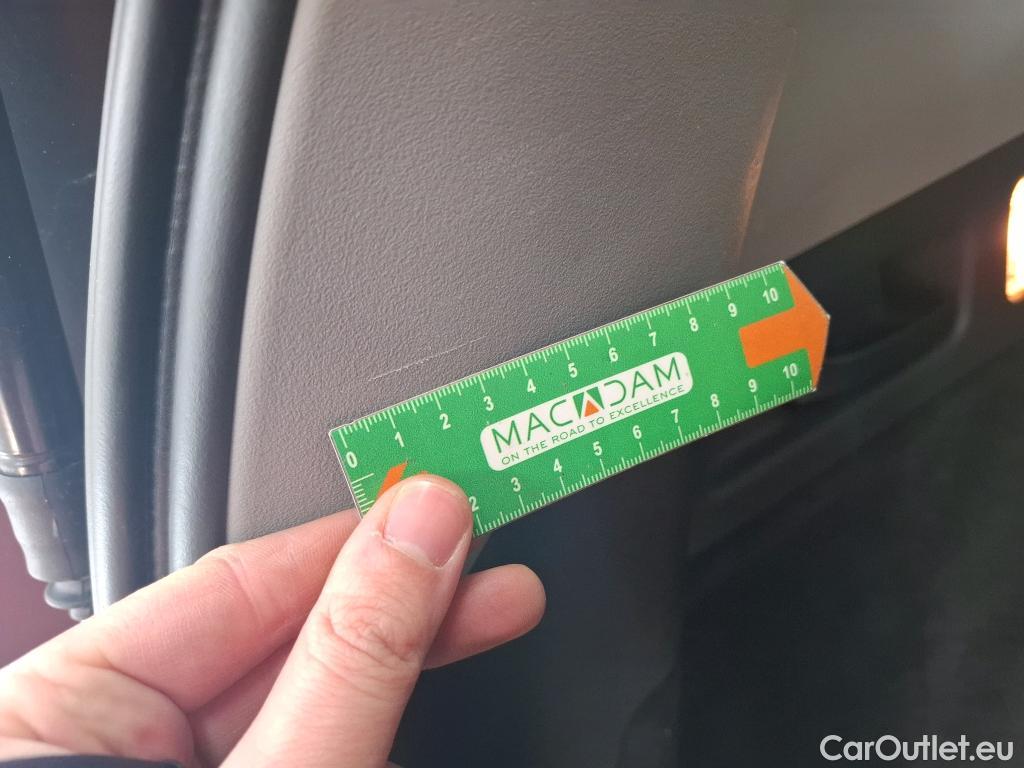 0 1 2 3 4 5 6 7 8 9 10
MACADAM
ON THE ROAD TO EXCELLENCE
2 3 4 5 6 7 8 9 10
CarOutlet.eu